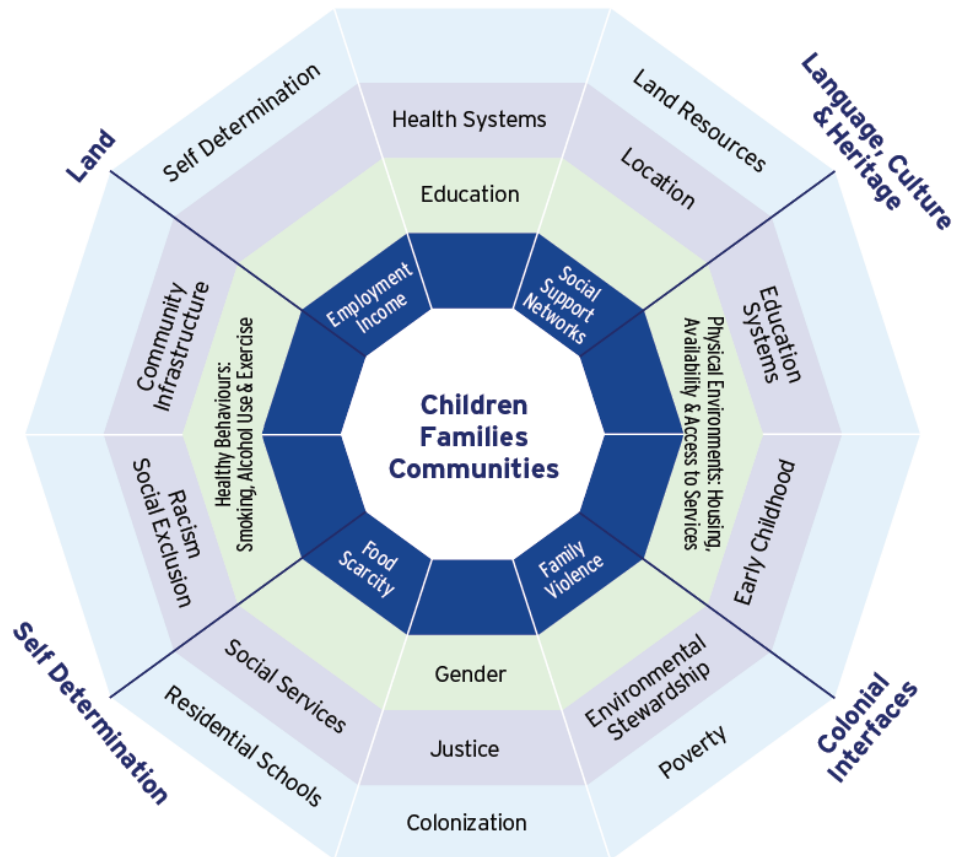 Land
Self Determination
Health Systems
Land Resources
Language, Culture
& Heritage
Location
Education
Employment
Income
Social
Support
Networks
Community
Infrastructure
Education
Systems
Healthy Behaviours:
Smoking, Alcohol Use & Exercise
Physical Environments: Housing,
Availability & Access to Services
Children
Families
Communities
Racism
Social Exclusion
Early Childhood
Food
Scarcity
Family
Violence
Self Determination
Social Services
Gender
Environmental
Stewardship
Colonial
Interfaces
Residential Schools
Justice
Poverty
Colonization